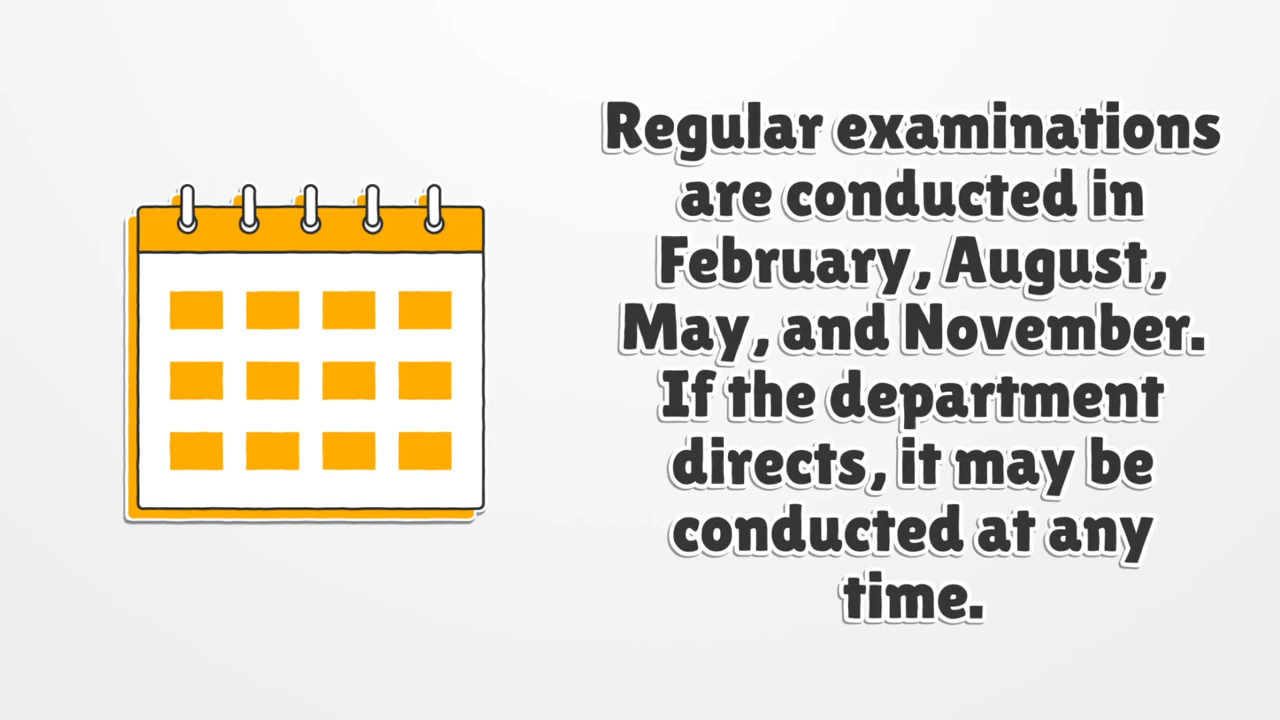 Regular examinations
are conducted in
February, August,
May, and November.
If the department
directs, it may be
conducted at any
time.